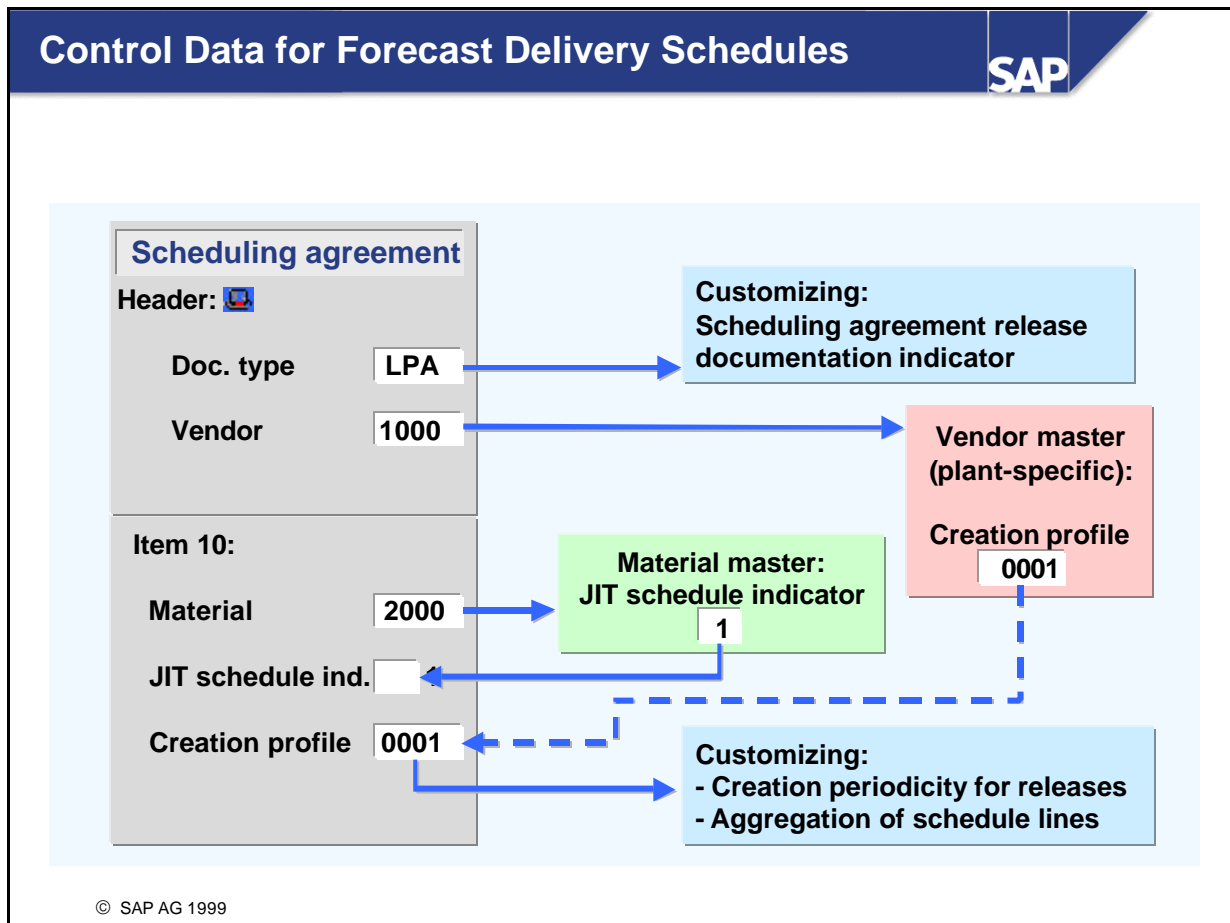 Control Data for Forecast Delivery Schedules
SAP
Scheduling agreement
Header:
Doc. type LPA
Vendor 1000
Customizing:
Scheduling agreement release
documentation indicator
Vendor master
(plant-specific):
Creation profile
0001
Item 10:
Material 2000
JIT schedule ind. 1
Creation profile 0001
Material master:
JIT schedule indicator
1
Customizing:
- Creation periodicity for releases
- Aggregation of schedule lines
© SAP AG 1999